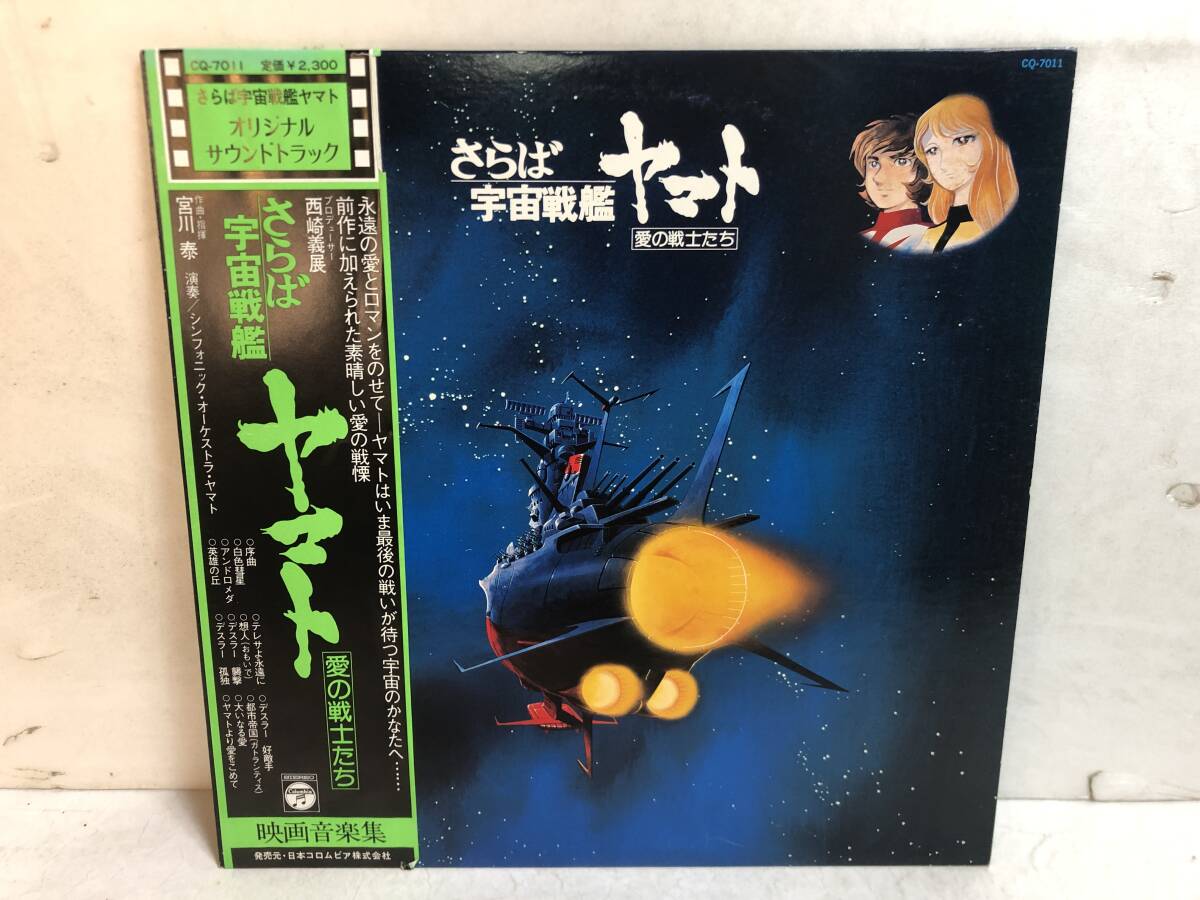 CQ-7011 定価¥2,300
さらば宇宙戦艦ヤマト
オリジナル
サウンドトラック
永遠の愛とロマンをのせて―ヤマトはいま最後の戦いが待つ宇宙のかなたへ……
前作に加えられた素晴しい愛の戦慄
プロデューサー
西崎義展
さらば
宇宙戦艦
ヤマト
愛の戦士たち
作曲・指揮
宮川 泰 演奏/シンフォニック・オーケストラ・ヤマト
○序曲
○白色彗星
○アンドロメダ
○英雄の丘
○テレサよ永遠に
○想人(おもいで)
○デスラー 襲撃
○デスラー 孤独
○デスラー 好敵手
○都市帝国(ガトランティス)
○大いなる愛
○ヤマトより愛をこめて
STEREO
Columbia
映画音楽集
発売元・日本コロムビア株式会社
CQ-7011
さらば
宇宙戦艦
ヤマト
愛の戦士たち